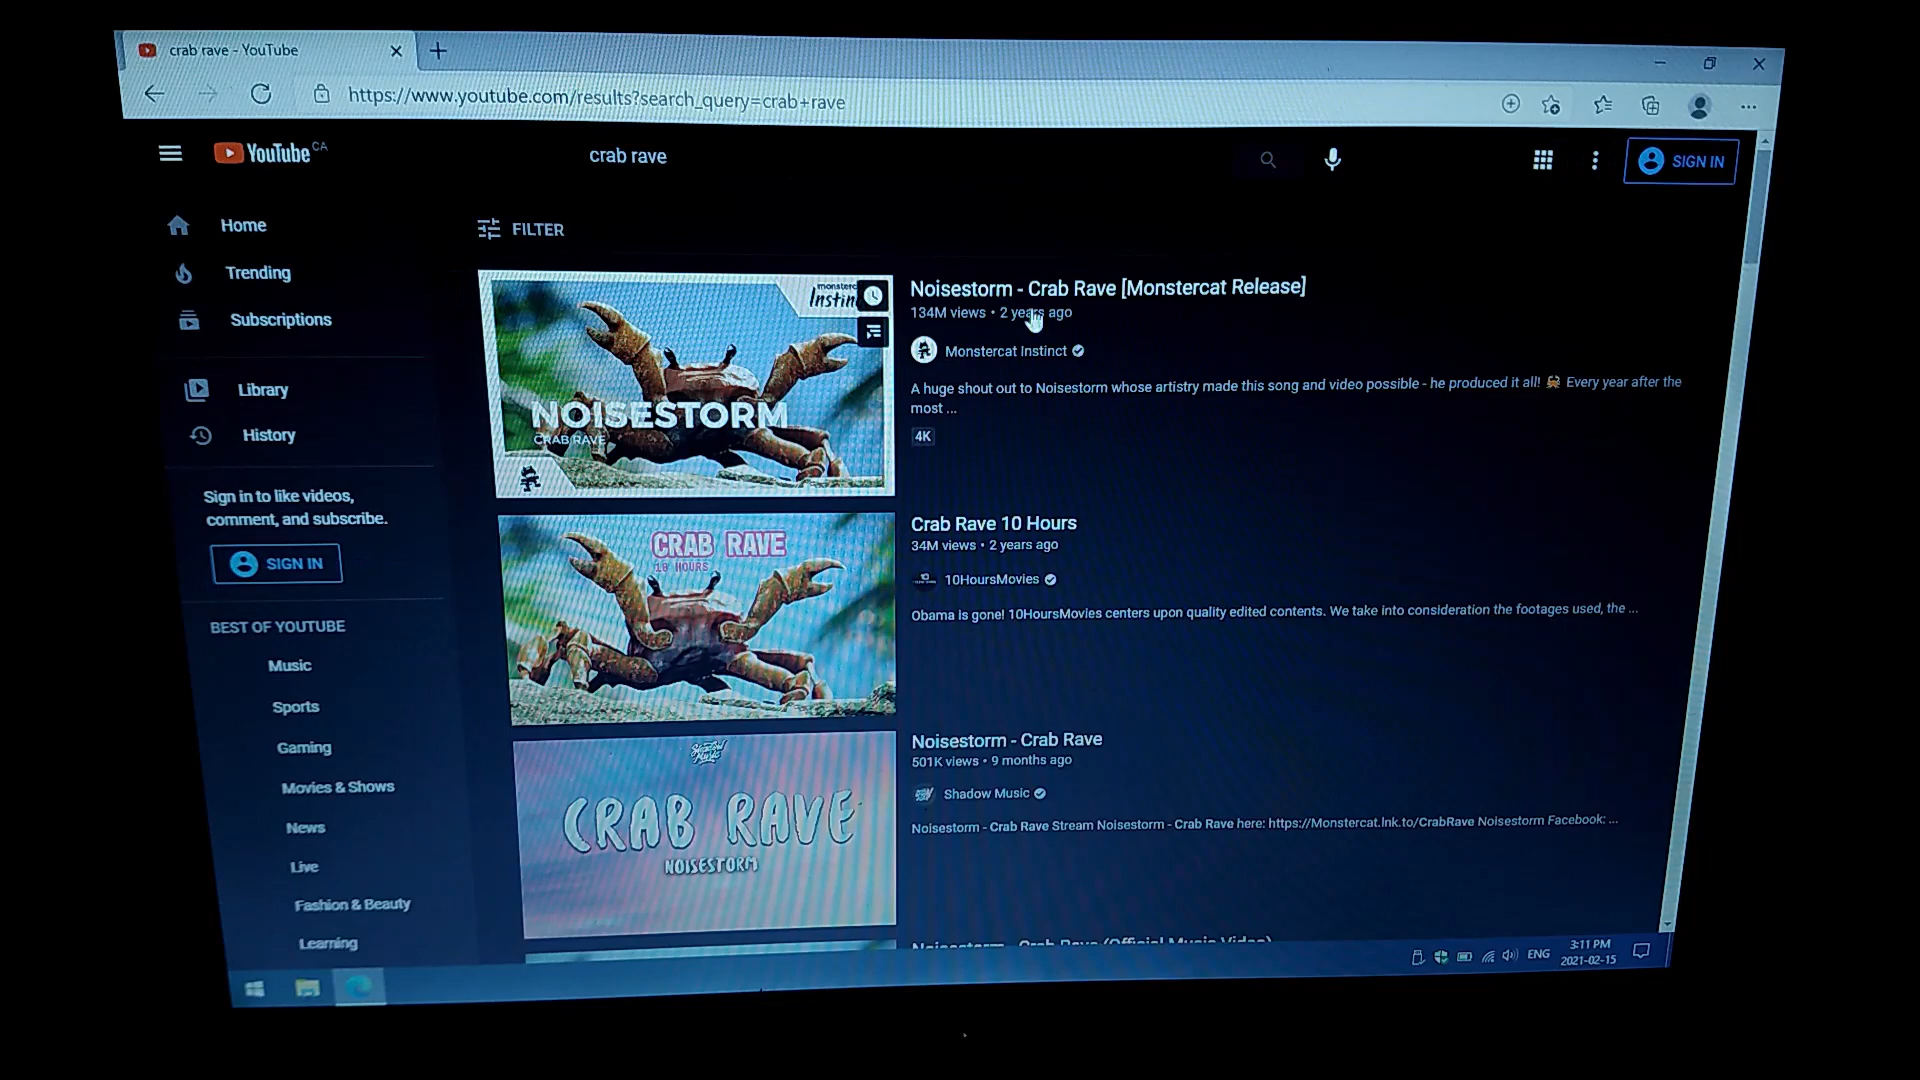 crab rave - YouTube
https://www.youtube.com/results?search_query=crab+rave
YouTube CA
crab rave
SIGN IN
Home
Trending
Subscriptions
Library
History
Sign in to like videos,
comment, and subscribe.
SIGN IN
BEST OF YOUTUBE
Music
Sports
Gaming
Movies & Shows
News
Live
Fashion & Beauty
Learning
FILTER
NOISESTORM
CRAB RAVE
Noisestorm - Crab Rave [Monstercat Release]
134M views • 2 years ago
Monstercat Instinct
A huge shout out to Noisestorm whose artistry made this song and video possible - he produced it all! 🦀 Every year after the
most ...
4K
CRAB RAVE
10 HOURS
Crab Rave 10 Hours
34M views • 2 years ago
10HoursMovies
Obama is gone! 10HoursMovies centers upon quality edited contents. We take into consideration the footages used, the ...
CRAB RAVE
NOISESTORM
Noisestorm - Crab Rave
501K views • 9 months ago
Shadow Music
Noisestorm - Crab Rave Stream Noisestorm - Crab Rave here: https://Monstercat.lnk.to/CrabRave Noisestorm Facebook: ...
Noisestorm - Crab Rave (Official Music Video)
ENG
3:11 PM
2021-02-15